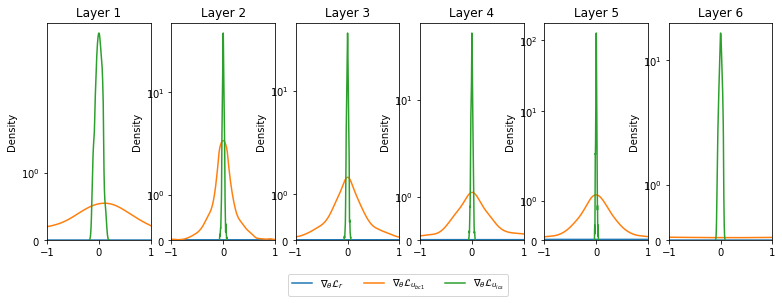 Layer 1 Layer 2 Layer 3 Layer 4 Layer 5 Layer 6
Density Density Density Density Density Density
10⁰ 10¹ 10⁰ 10¹ 10⁰ 10¹ 10⁰ 10² 10¹ 10⁰ 10¹ 10⁰
0 0 0 0 0 0
−1 0 1 −1 0 1 −1 0 1 −1 0 1 −1 0 1 −1 0 1
∇θℒr ∇θℒu_bc1 ∇θℒu_ics